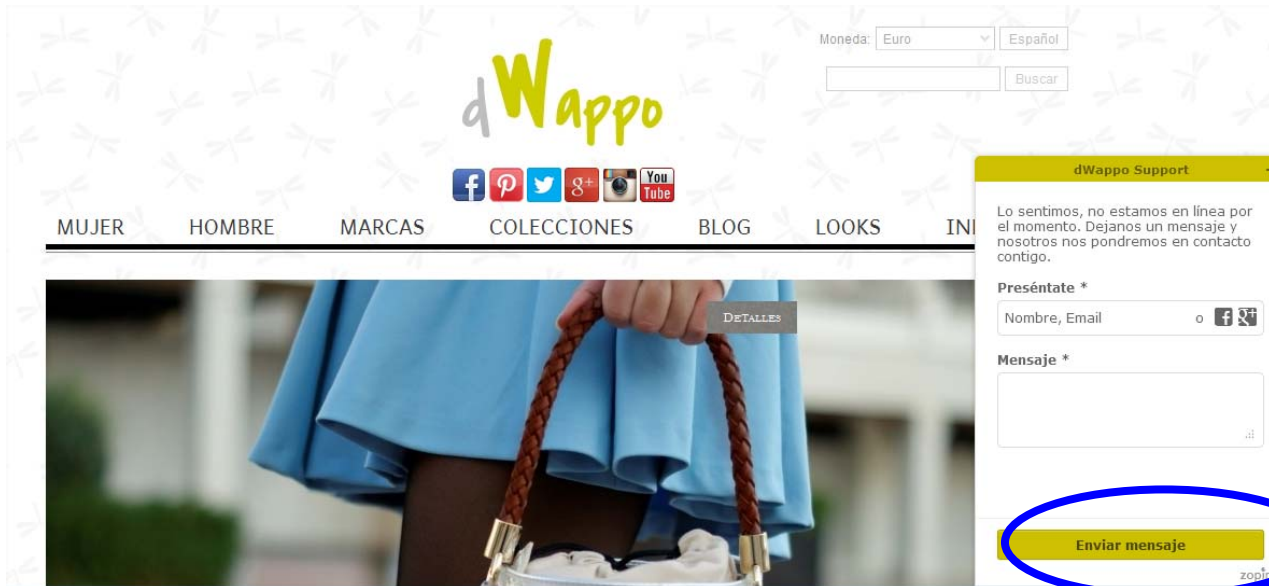 Moneda: Euro Español
Buscar
dWappo
You
Tube
MUJER HOMBRE MARCAS COLECCIONES BLOG LOOKS
DETALLES
dWappo Support
Lo sentimos, no estamos en línea por
el momento. Dejanos un mensaje y
nosotros nos pondremos en contacto
contigo.
Preséntate *
Nombre, Email o
Mensaje *
Enviar mensaje